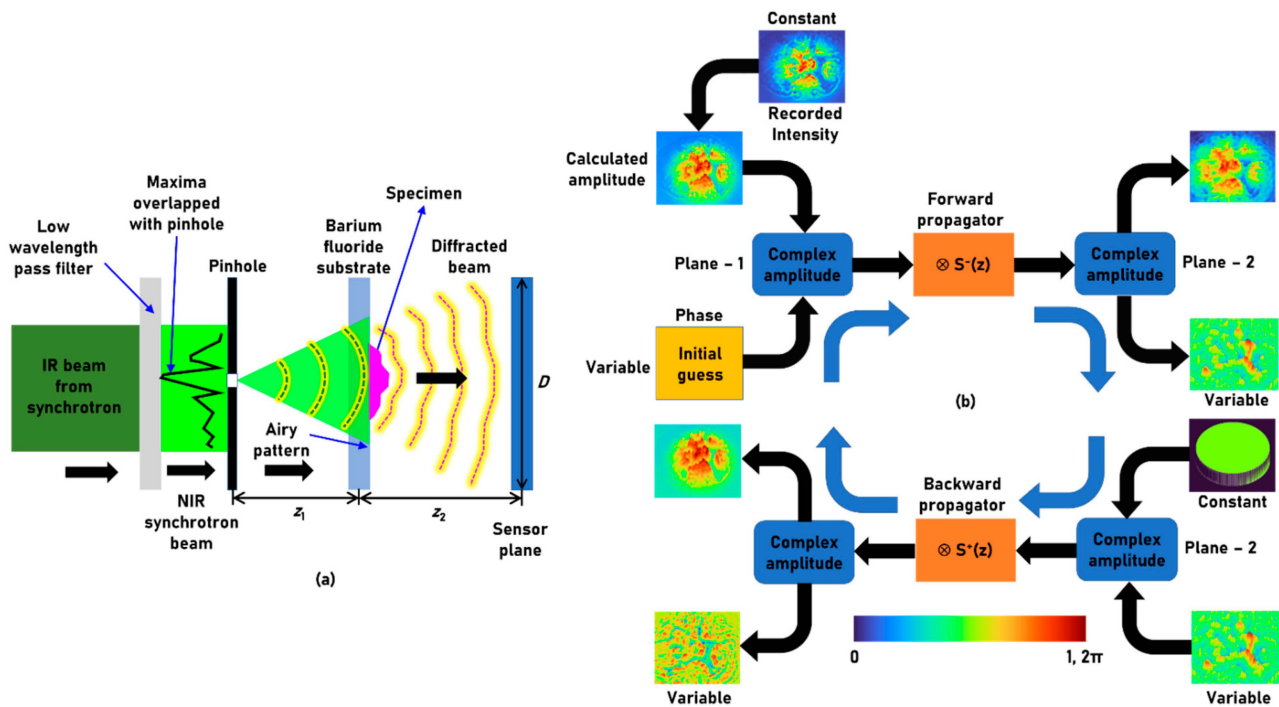 Maxima
overlapped
with pinhole
Low
wavelength
pass filter
Pinhole
Specimen
Barium
fluoride
substrate
Diffracted
beam
IR beam
from
synchrotron
D
Airy
pattern
NIR
synchrotron
beam
z1
z2
Sensor
plane
(a)
Constant
Recorded
Intensity
Calculated
amplitude
Forward
propagator
Plane – 1
Complex
amplitude
⊗ S⁻(z)
Complex
amplitude
Plane – 2
Phase
Variable
Initial
guess
(b)
Variable
Constant
Backward
propagator
Complex
amplitude
⊗ S⁺(z)
Complex
amplitude
Plane – 2
0
1, 2π
Variable
Variable